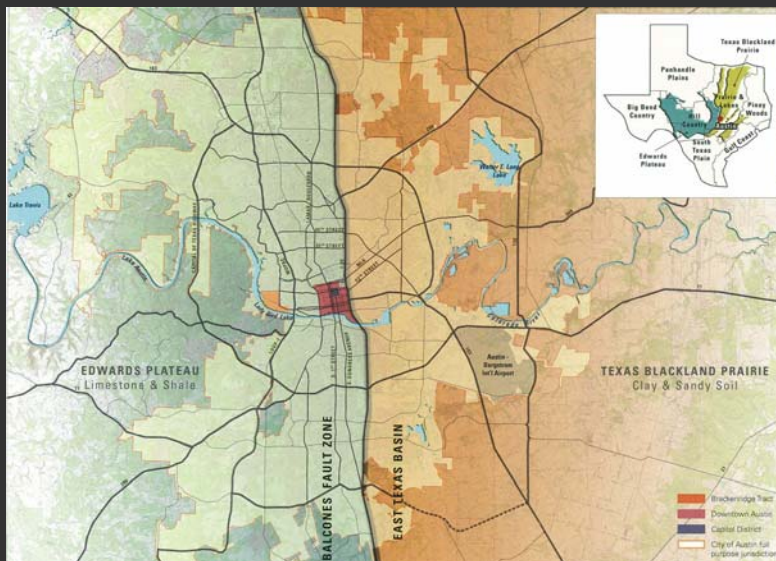 Texas Blackland
Prairie
Panhandle
Plains
Prairie &
Lakes
Piney
Woods
Big Bend
Country
Hill
Country
Austin
South
Texas
Plain
Gulf Coast
Edwards
Plateau
Walter E. Long
Lake
Lake Travis
Lake Austin
Lady Bird Lake
Colorado River
EDWARDS PLATEAU
Limestone & Shale
Austin -
Bergstrom
Int'l Airport
TEXAS BLACKLAND PRAIRIE
Clay & Sandy Soil
BALCONES FAULT ZONE
EAST TEXAS BASIN
Brackenridge Tract
Downtown Austin
Capitol District
City of Austin full
purpose jurisdiction